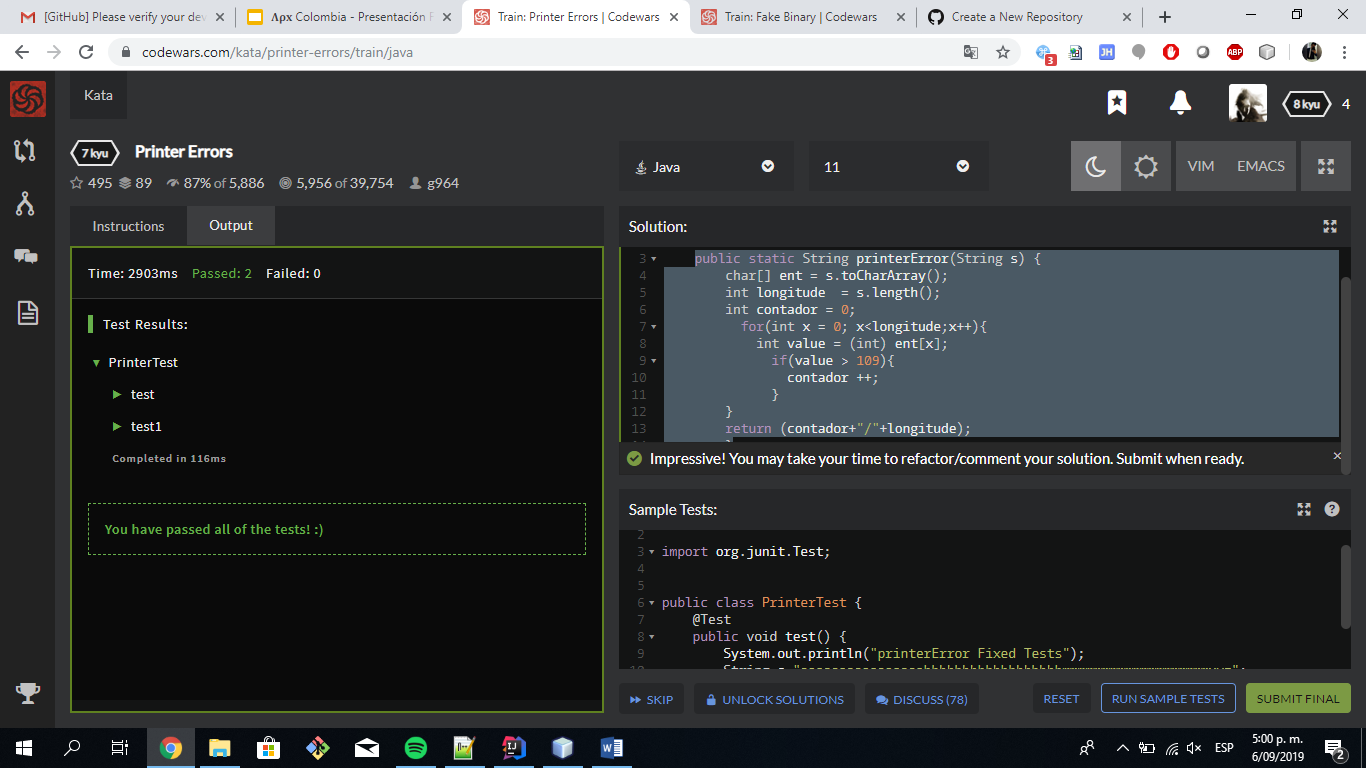 [GitHub] Please verify your dev
Apx Colombia - Presentación F
Train: Printer Errors | Codewars
Train: Fake Binary | Codewars
Create a New Repository
codewars.com/kata/printer-errors/train/java
3
JH
ABP
Kata
8 kyu
4
7 kyu
Printer Errors
495
89
87% of 5,886
5,956 of 39,754
g964
Java
11
VIM
EMACS
Instructions
Output
Solution:
Time: 2903ms
Passed: 2
Failed: 0
Test Results:
PrinterTest
test
test1
Completed in 116ms
You have passed all of the tests! :)
3 public static String printerError(String s) {
4 char[] ent = s.toCharArray();
5 int longitude  = s.length();
6 int contador = 0;
7 for(int x = 0; x<longitude;x++){
8 int value = (int) ent[x];
9 if(value > 109){
10 contador ++;
11 }
12 }
13 return (contador+"/"+longitude);
Impressive! You may take your time to refactor/comment your solution. Submit when ready.
Sample Tests:
2
3 import org.junit.Test;
4
5
6 public class PrinterTest {
7 @Test
8 public void test() {
9 System.out.println("printerError Fixed Tests");
SKIP
UNLOCK SOLUTIONS
DISCUSS (78)
RESET
RUN SAMPLE TESTS
SUBMIT FINAL
ESP
5:00 p. m.
6/09/2019
2